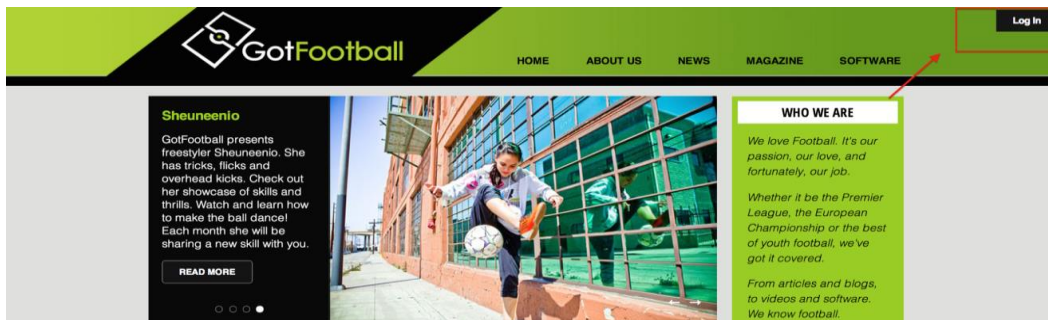 Log In
GotFootball
HOME ABOUT US NEWS MAGAZINE SOFTWARE
Sheuneenio
GotFootball presents
freestyler Sheuneenio. She
has tricks, flicks and
overhead kicks. Check out
her showcase of skills and
thrills. Watch and learn how
to make the ball dance!
Each month she will be
sharing a new skill with you.
READ MORE
WHO WE ARE
We love Football. It's our
passion, our love, and
fortunately, our job.
Whether it be the Premier
League, the European
Championship or the best
of youth football, we've
got it covered.
From articles and blogs,
to videos and software.
We know football.